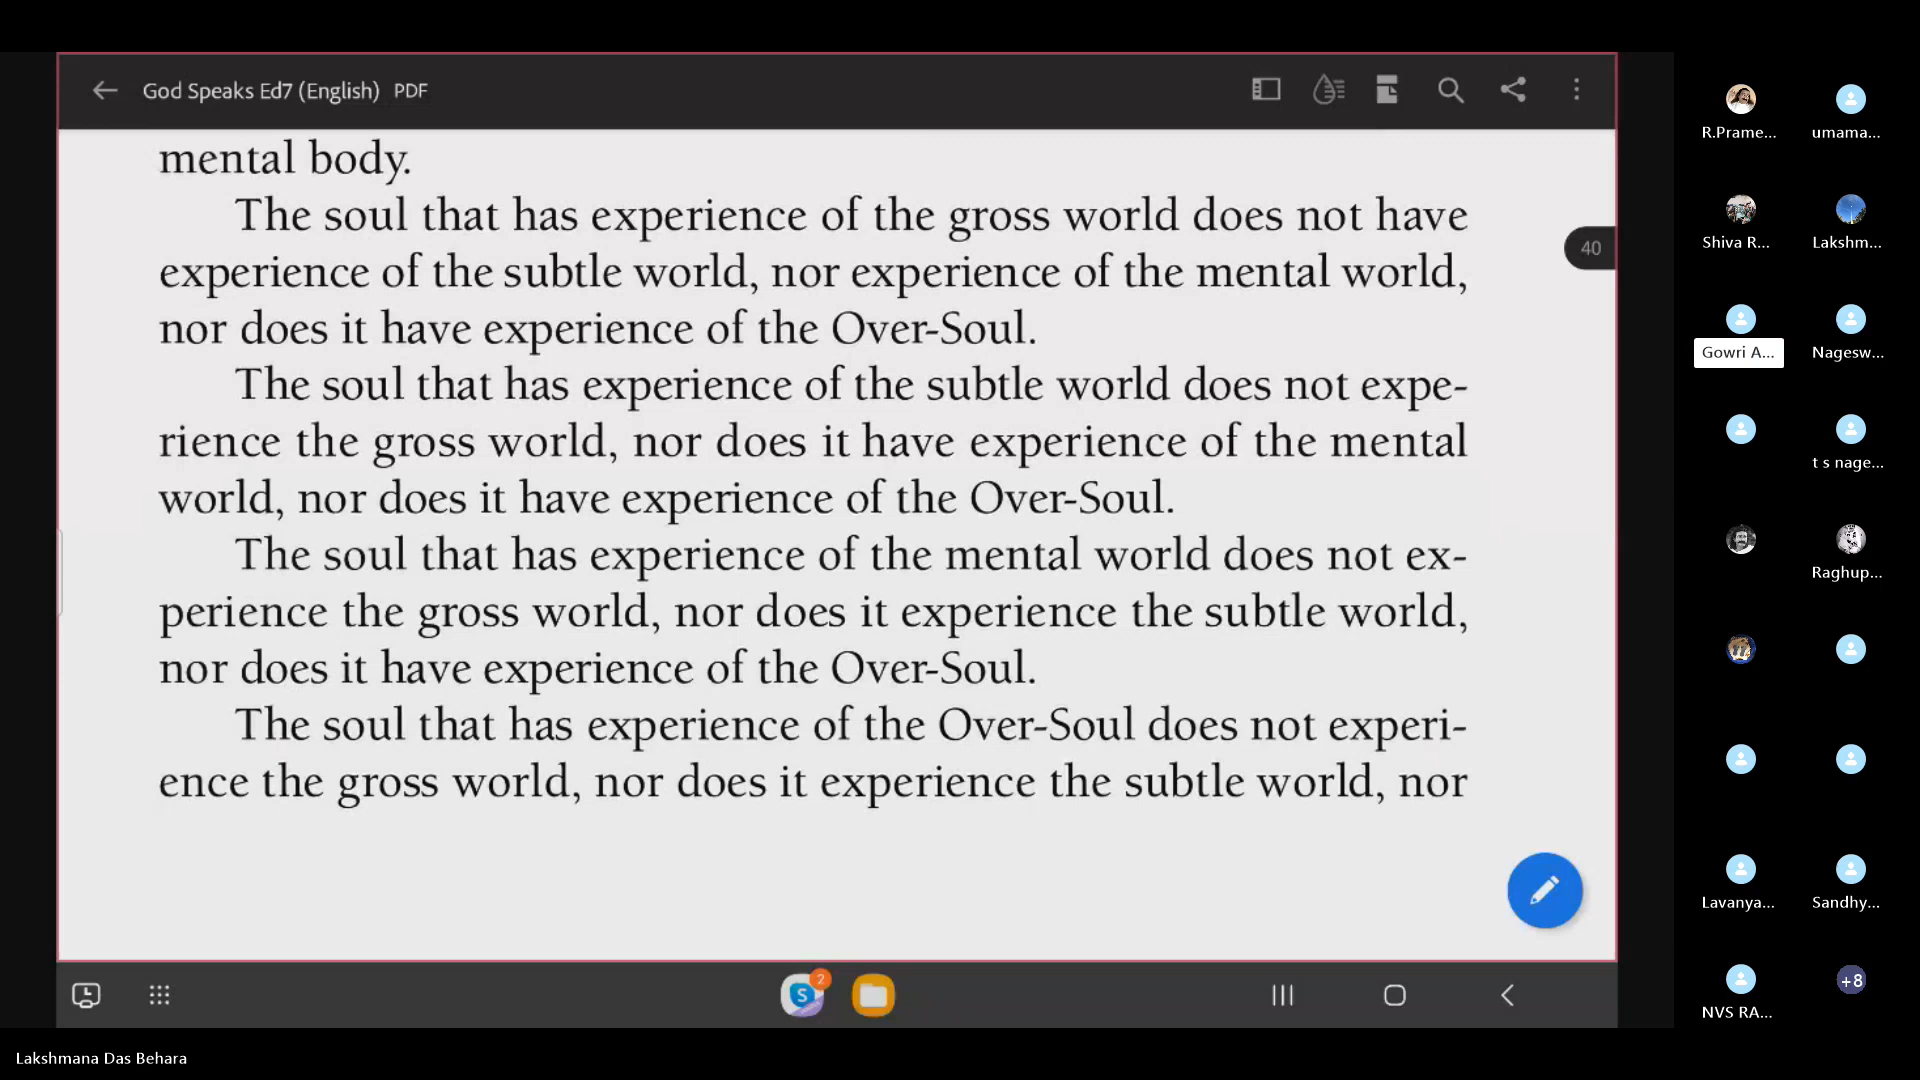 God Speaks Ed7 (English) PDF
mental body.
The soul that has experience of the gross world does not have
experience of the subtle world, nor experience of the mental world,
nor does it have experience of the Over-Soul.
The soul that has experience of the subtle world does not expe-
rience the gross world, nor does it have experience of the mental
world, nor does it have experience of the Over-Soul.
The soul that has experience of the mental world does not ex-
perience the gross world, nor does it experience the subtle world,
nor does it have experience of the Over-Soul.
The soul that has experience of the Over-Soul does not experi-
ence the gross world, nor does it experience the subtle world, nor
40
S
2
R.Prame...
umama...
Shiva R...
Lakshm...
Gowri A...
Nagesw...
t s nage...
Raghup...
Lavanya...
Sandhy...
NVS RA...
+8
Lakshmana Das Behara